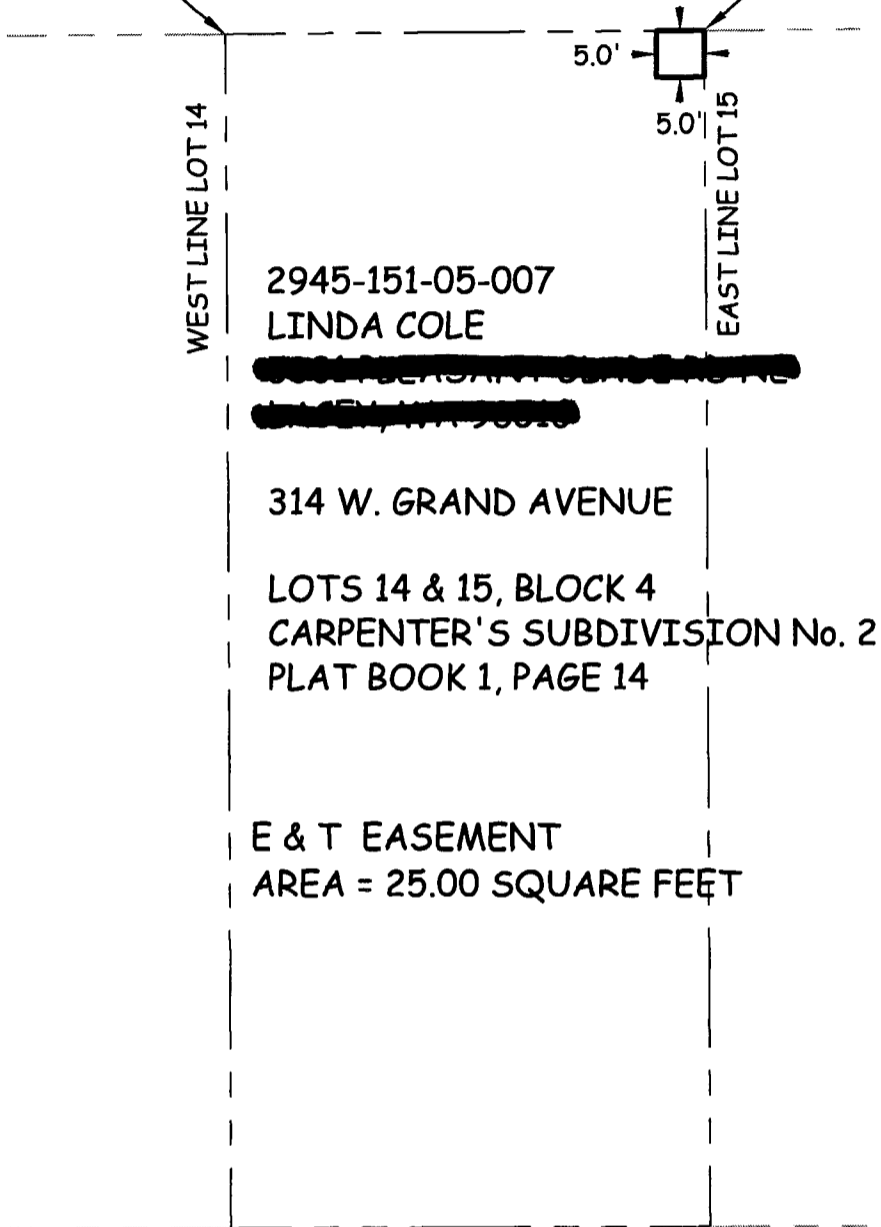 5.0'
5.0'
WEST LINE LOT 14
EAST LINE LOT 15
2945-151-05-007
LINDA COLE
314 W. GRAND AVENUE
LOTS 14 & 15, BLOCK 4
CARPENTER'S SUBDIVISION No. 2
PLAT BOOK 1, PAGE 14
E & T EASEMENT
AREA = 25.00 SQUARE FEET